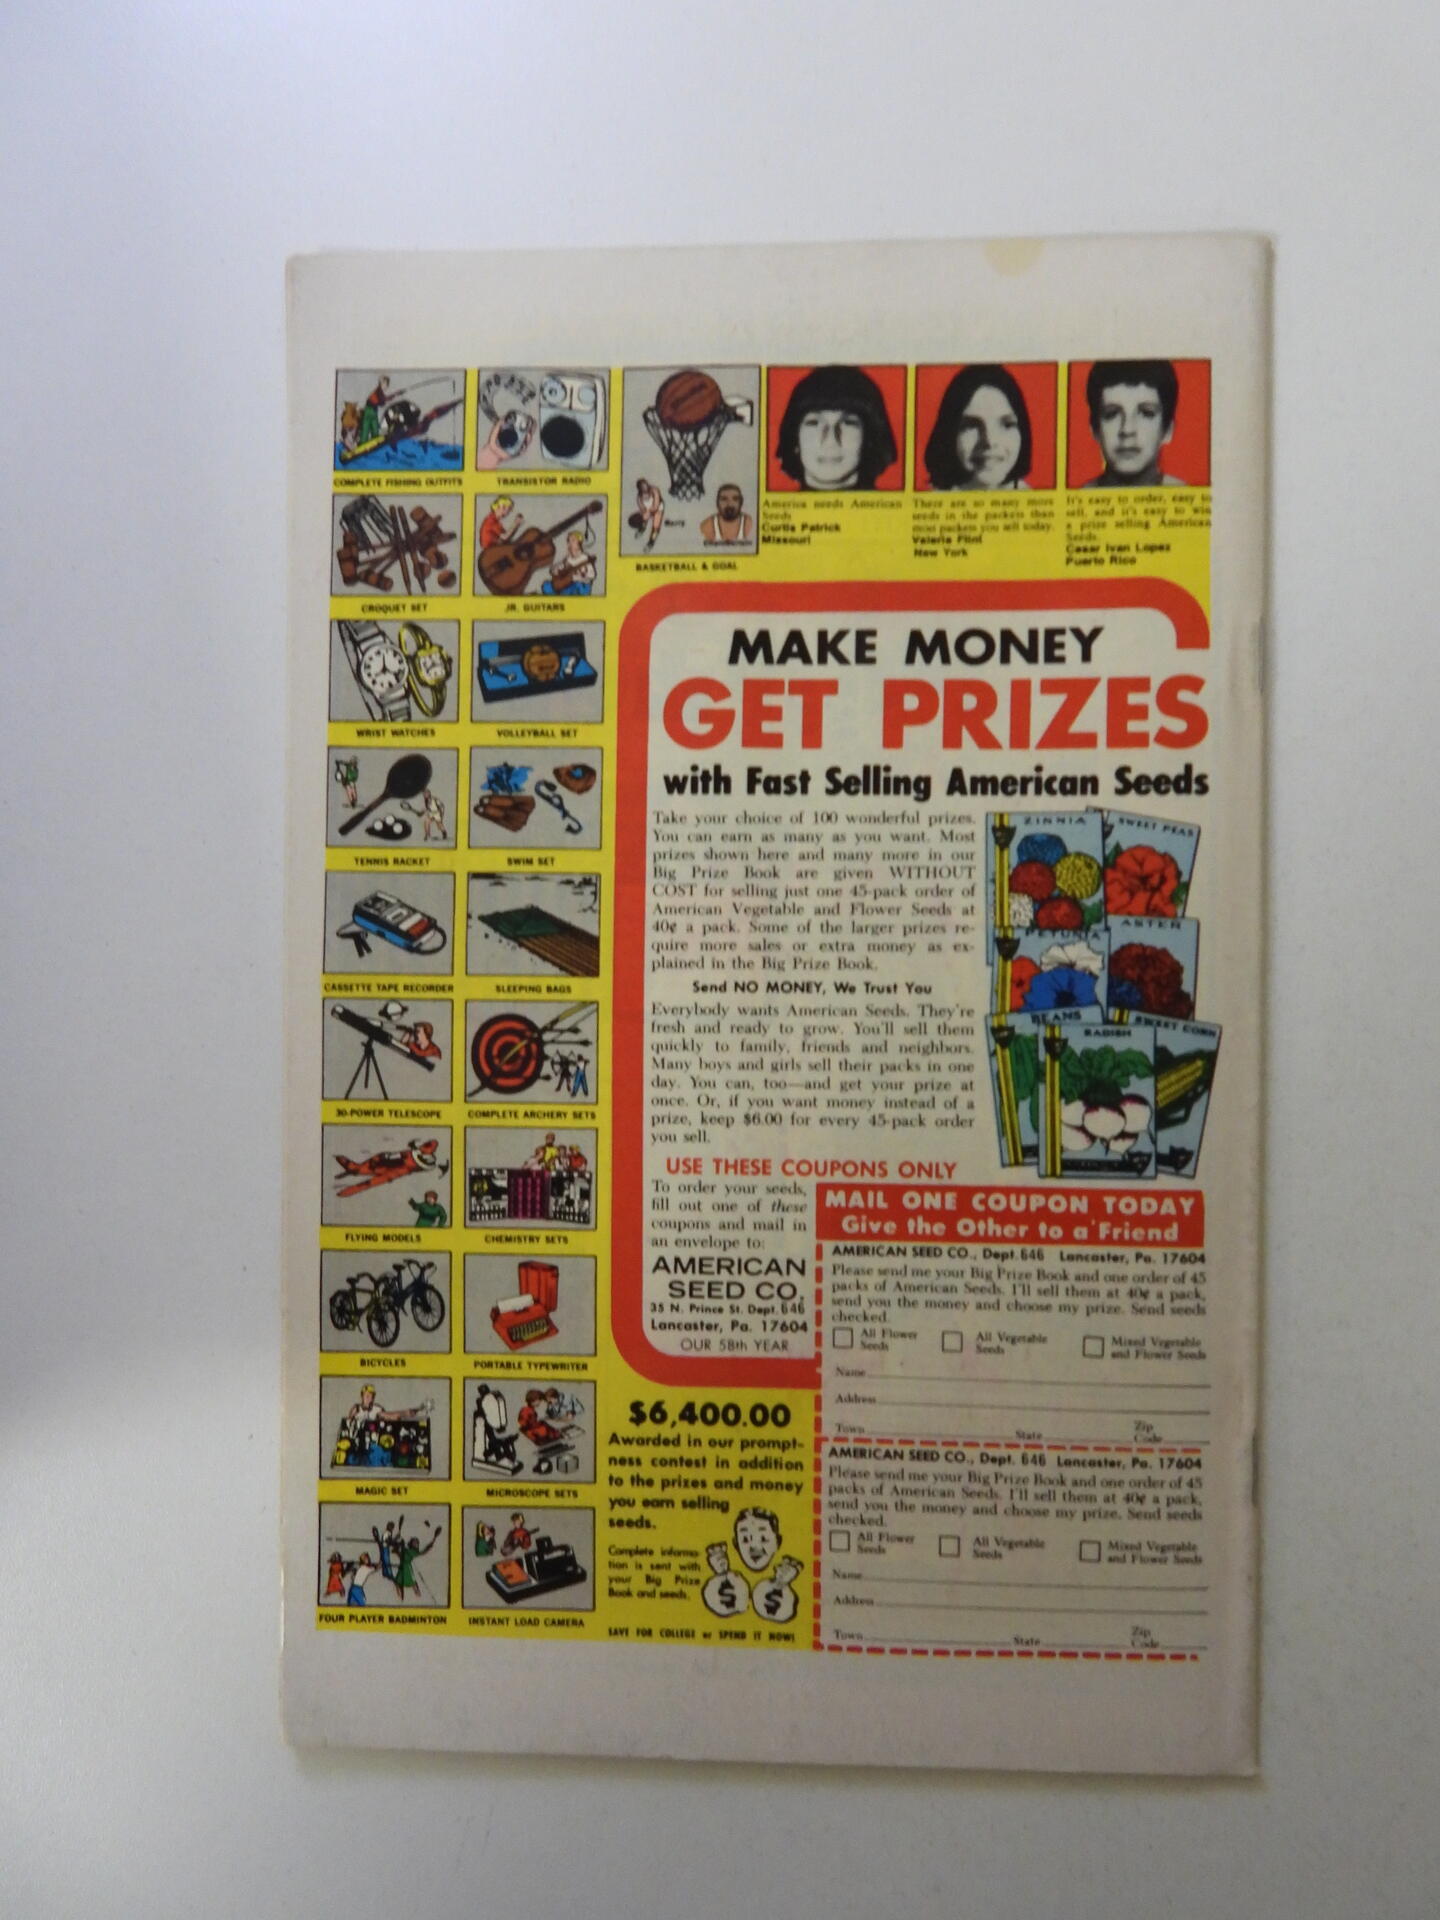 COMPLETE FISHING OUTFITS
TRANSISTOR RADIO
CROQUET SET
JR. GUITARS
WRIST WATCHES
VOLLEYBALL SET
TENNIS RACKET
SWIM SET
CASSETTE TAPE RECORDER
SLEEPING BAGS
30-POWER TELESCOPE
COMPLETE ARCHERY SETS
FLYING MODELS
CHEMISTRY SETS
BICYCLES
PORTABLE TYPEWRITER
MAGIC SET
MICROSCOPE SETS
FOUR PLAYER BADMINTON
INSTANT LOAD CAMERA
Barry
Chamberlain
BASKETBALL & GOAL
America needs American
Seeds
Curtis Patrick
Missouri
There are so many more
seeds in the packets than
most packets you sell today.
Valerie Flint
New York
It's easy to order, easy to
sell, and it's easy to win
a prize selling American
Seeds.
Cesar Ivan Lopez
Puerto Rico
MAKE MONEY
GET PRIZES
with Fast Selling American Seeds
Take your choice of 100 wonderful prizes.
You can earn as many as you want. Most
prizes shown here and many more in our
Big Prize Book are given WITHOUT
COST for selling just one 45-pack order of
American Vegetable and Flower Seeds at
40¢ a pack. Some of the larger prizes re-
quire more sales or extra money as ex-
plained in the Big Prize Book.
Send NO MONEY, We Trust You
Everybody wants American Seeds. They're
fresh and ready to grow. You'll sell them
quickly to family, friends and neighbors.
Many boys and girls sell their packs in one
day. You can, too—and get your prize at
once. Or, if you want money instead of a
prize, keep $6.00 for every 45-pack order
you sell.
ZINNIA
SWEET PEAS
PETUNIA
ASTER
BEANS
RADISH
SWEET CORN
USE THESE COUPONS ONLY
To order your seeds,
fill out one of these
coupons and mail in
an envelope to:
AMERICAN
SEED CO.
35 N. Prince St. Dept. 646
Lancaster, Pa. 17604
OUR 58th YEAR
MAIL ONE COUPON TODAY
Give the Other to a Friend
AMERICAN SEED CO., Dept. 646 Lancaster, Pa. 17604
Please send me your Big Prize Book and one order of 45
packs of American Seeds. I'll sell them at 40¢ a pack,
send you the money and choose my prize. Send seeds
checked.
All Flower Seeds
All Vegetable Seeds
Mixed Vegetable and Flower Seeds
Name
Address
Town State Zip Code
AMERICAN SEED CO., Dept. 646 Lancaster, Pa. 17604
Please send me your Big Prize Book and one order of 45
packs of American Seeds. I'll sell them at 40¢ a pack,
send you the money and choose my prize. Send seeds
checked.
All Flower Seeds
All Vegetable Seeds
Mixed Vegetable and Flower Seeds
Name
Address
Town State Zip Code
$6,400.00
Awarded in our prompt-
ness contest in addition
to the prizes and money
you earn selling
seeds.
Complete informa-
tion is sent with
your Big Prize
Book and seeds.
$ $
SAVE FOR COLLEGE or SPEND IT NOW!